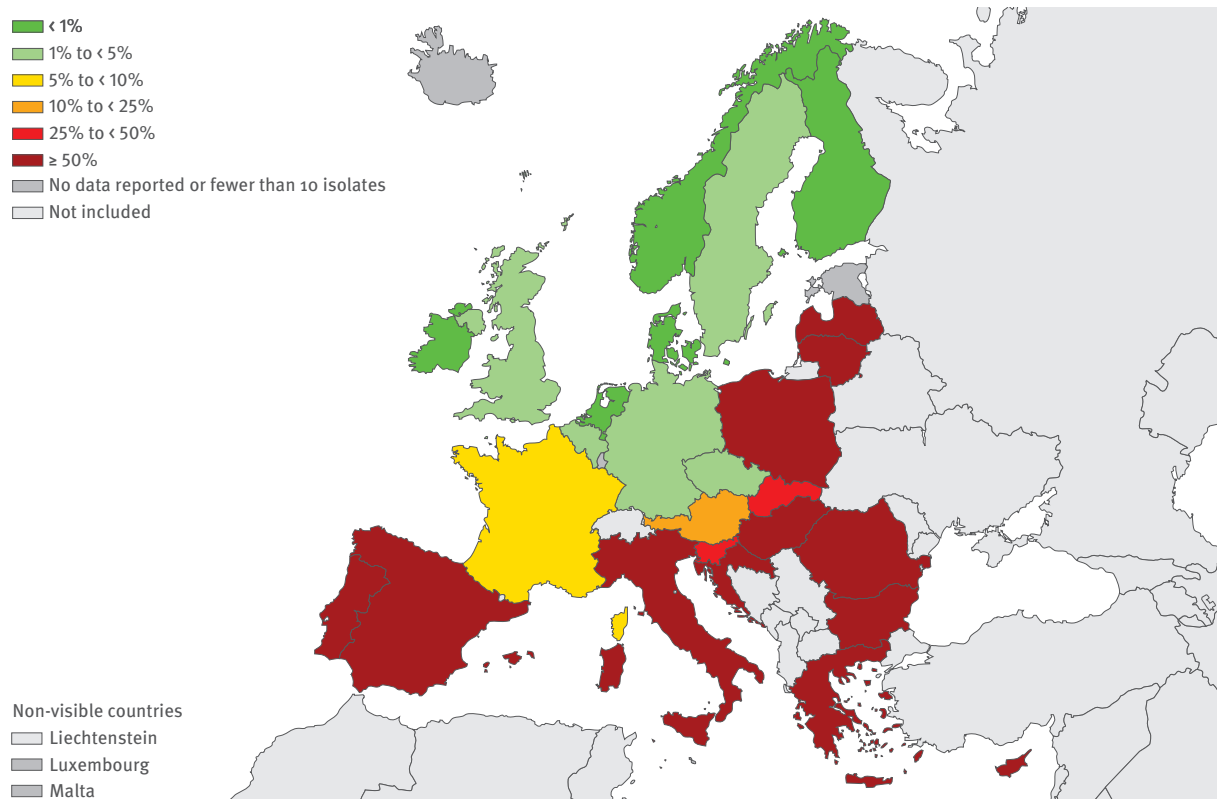 < 1%
1% to < 5%
5% to < 10%
10% to < 25%
25% to < 50%
≥ 50%
No data reported or fewer than 10 isolates
Not included
Non-visible countries
Liechtenstein
Luxembourg
Malta